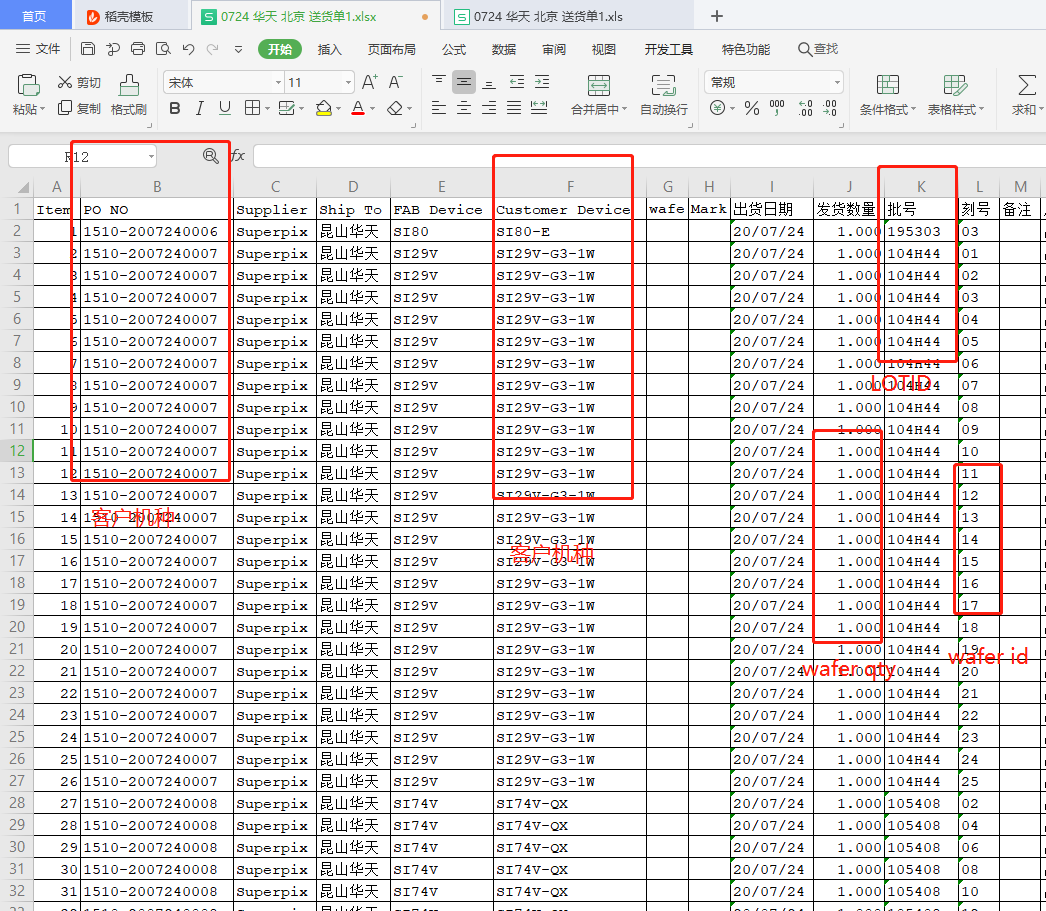 首页 稻壳模板 S 0724 华天 北京 送货单1.xlsx S 0724 华天 北京 送货单1.xls +
文件 开始 插入 页面布局 公式 数据 审阅 视图 开发工具 特色功能 查找
粘贴 剪切 复制 格式刷 宋体 11 A+ A- B I U A 合并居中 自动换行 常规 % 000 条件格式 表格样式 求和
R12 fx
A B C D E F G H I J K L M
1 Item PO NO Supplier Ship To FAB Device Customer Device wafe Mark 出货日期 发货数量 批号 刻号 备注
2 1 1510-2007240006 Superpix 昆山华天 SI80 SI80-E 20/07/24 1.000 195303 03
3 2 1510-2007240007 Superpix 昆山华天 SI29V SI29V-G3-1W 20/07/24 1.000 104H44 01
4 3 1510-2007240007 Superpix 昆山华天 SI29V SI29V-G3-1W 20/07/24 1.000 104H44 02
5 4 1510-2007240007 Superpix 昆山华天 SI29V SI29V-G3-1W 20/07/24 1.000 104H44 03
6 5 1510-2007240007 Superpix 昆山华天 SI29V SI29V-G3-1W 20/07/24 1.000 104H44 04
7 6 1510-2007240007 Superpix 昆山华天 SI29V SI29V-G3-1W 20/07/24 1.000 104H44 05
8 7 1510-2007240007 Superpix 昆山华天 SI29V SI29V-G3-1W 20/07/24 1.000 104H44 06
9 8 1510-2007240007 Superpix 昆山华天 SI29V SI29V-G3-1W 20/07/24 1.000 104H44 07
LOTID
10 9 1510-2007240007 Superpix 昆山华天 SI29V SI29V-G3-1W 20/07/24 1.000 104H44 08
11 10 1510-2007240007 Superpix 昆山华天 SI29V SI29V-G3-1W 20/07/24 1.000 104H44 09
12 11 1510-2007240007 Superpix 昆山华天 SI29V SI29V-G3-1W 20/07/24 1.000 104H44 10
13 12 1510-2007240007 Superpix 昆山华天 SI29V SI29V-G3-1W 20/07/24 1.000 104H44 11
14 13 1510-2007240007 Superpix 昆山华天 SI29V SI29V-G3-1W 20/07/24 1.000 104H44 12
15 14 1510-2007240007 Superpix 昆山华天 SI29V SI29V-G3-1W 20/07/24 1.000 104H44 13
客户机种
16 15 1510-2007240007 Superpix 昆山华天 SI29V SI29V-G3-1W 20/07/24 1.000 104H44 14
客户机种
17 16 1510-2007240007 Superpix 昆山华天 SI29V SI29V-G3-1W 20/07/24 1.000 104H44 15
18 17 1510-2007240007 Superpix 昆山华天 SI29V SI29V-G3-1W 20/07/24 1.000 104H44 16
19 18 1510-2007240007 Superpix 昆山华天 SI29V SI29V-G3-1W 20/07/24 1.000 104H44 17
20 19 1510-2007240007 Superpix 昆山华天 SI29V SI29V-G3-1W 20/07/24 1.000 104H44 18
21 20 1510-2007240007 Superpix 昆山华天 SI29V SI29V-G3-1W 20/07/24 1.000 104H44 19
wafer id
22 21 1510-2007240007 Superpix 昆山华天 SI29V SI29V-G3-1W 20/07/24 1.000 104H44 20
wafer qty
23 22 1510-2007240007 Superpix 昆山华天 SI29V SI29V-G3-1W 20/07/24 1.000 104H44 21
24 23 1510-2007240007 Superpix 昆山华天 SI29V SI29V-G3-1W 20/07/24 1.000 104H44 22
25 24 1510-2007240007 Superpix 昆山华天 SI29V SI29V-G3-1W 20/07/24 1.000 104H44 23
26 25 1510-2007240007 Superpix 昆山华天 SI29V SI29V-G3-1W 20/07/24 1.000 104H44 24
27 26 1510-2007240007 Superpix 昆山华天 SI29V SI29V-G3-1W 20/07/24 1.000 104H44 25
28 27 1510-2007240008 Superpix 昆山华天 SI74V SI74V-QX 20/07/24 1.000 105408 02
29 28 1510-2007240008 Superpix 昆山华天 SI74V SI74V-QX 20/07/24 1.000 105408 04
30 29 1510-2007240008 Superpix 昆山华天 SI74V SI74V-QX 20/07/24 1.000 105408 06
31 30 1510-2007240008 Superpix 昆山华天 SI74V SI74V-QX 20/07/24 1.000 105408 08
32 31 1510-2007240008 Superpix 昆山华天 SI74V SI74V-QX 20/07/24 1.000 105408 10